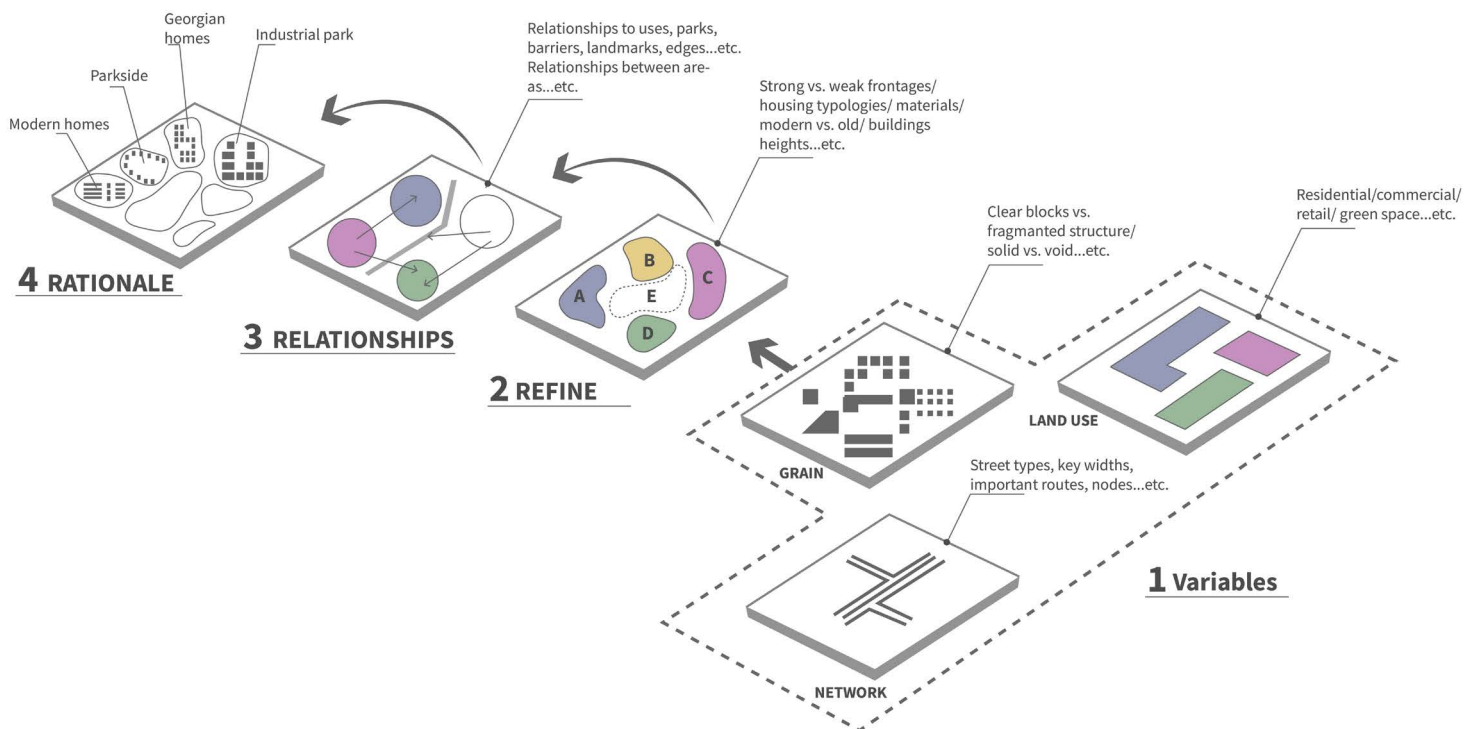 Georgian
homes
Industrial park
Parkside
Modern homes
4 RATIONALE
Relationships to uses, parks,
barriers, landmarks, edges...etc.
Relationships between are-
as...etc.
3 RELATIONSHIPS
Strong vs. weak frontages/
housing typologies/ materials/
modern vs. old/ buildings
heights...etc.
A
B
C
D
E
2 REFINE
Clear blocks vs.
fragmanted structure/
solid vs. void...etc.
GRAIN
Residential/commercial/
retail/ green space...etc.
LAND USE
Street types, key widths,
important routes, nodes...etc.
NETWORK
1 Variables